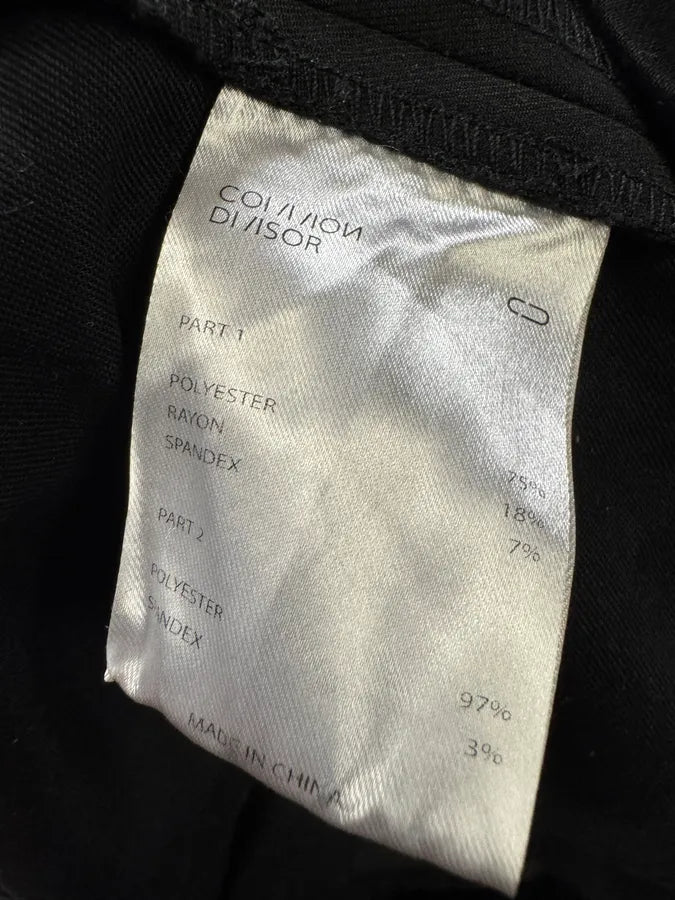 COMMON
DIVISOR
PART 1
POLYESTER 75%
RAYON 18%
SPANDEX 7%
PART 2
POLYESTER 97%
SPANDEX 3%
MADE IN CHINA